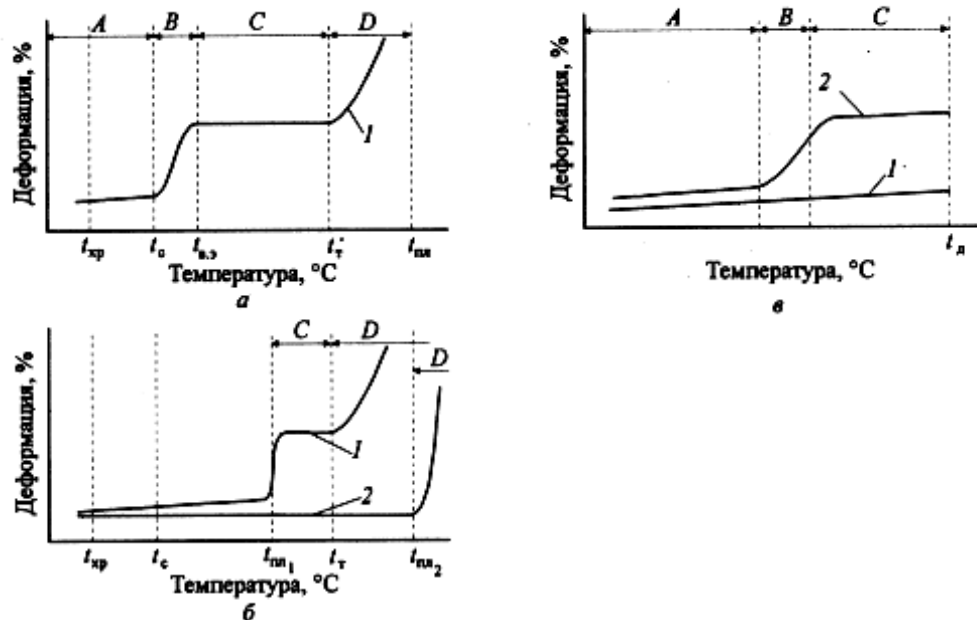 A B C D
Деформация, %
1
t_хр t_с t_в.э t_т t_пл
Температура, °C
а
A B C
Деформация, %
2
1
t_д
Температура, °C
в
C D
D
Деформация, %
1
2
t_хр t_с t_пл₁ t_т t_пл₂
Температура, °C
б